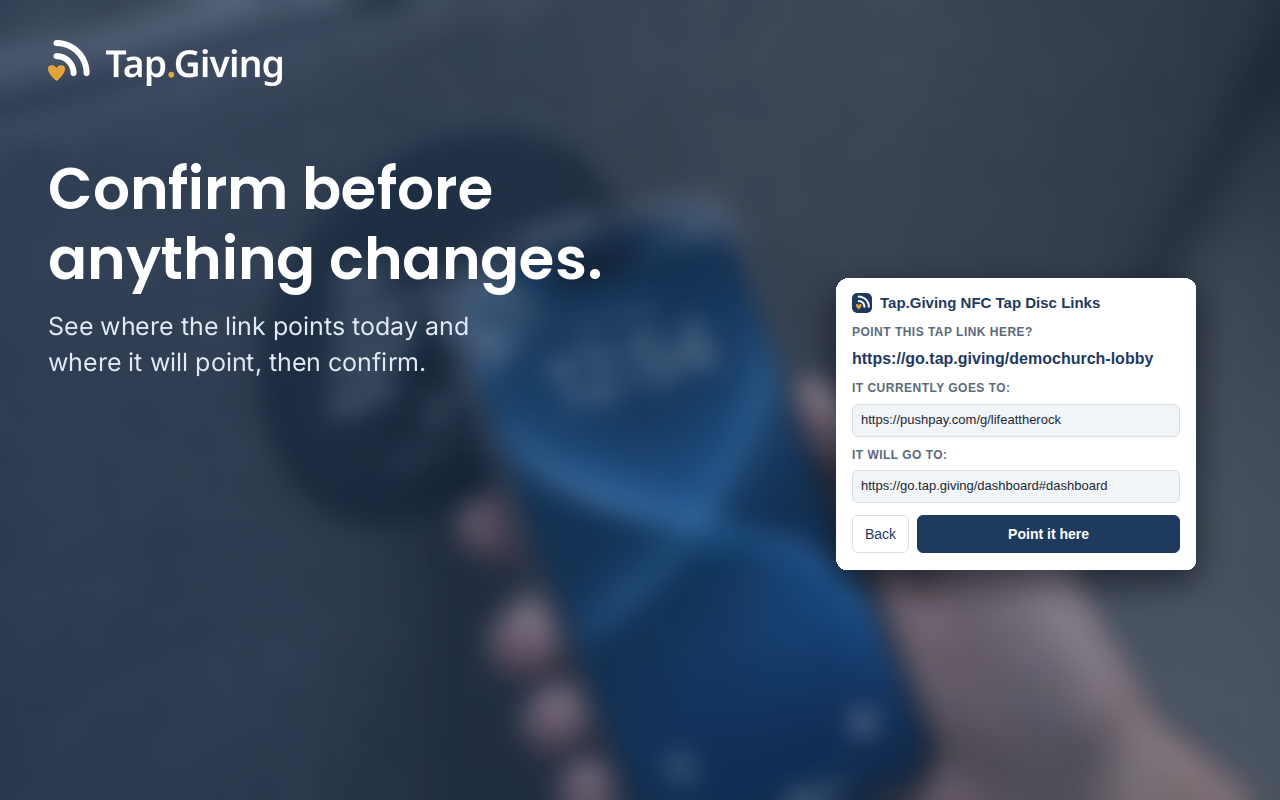 Tap.Giving
Confirm before
anything changes.
See where the link points today and
where it will point, then confirm.
Tap.Giving NFC Tap Disc Links
POINT THIS TAP LINK HERE?
https://go.tap.giving/demochurch-lobby
IT CURRENTLY GOES TO:
https://pushpay.com/g/lifeattherock
IT WILL GO TO:
https://go.tap.giving/dashboard#dashboard
Back
Point it here